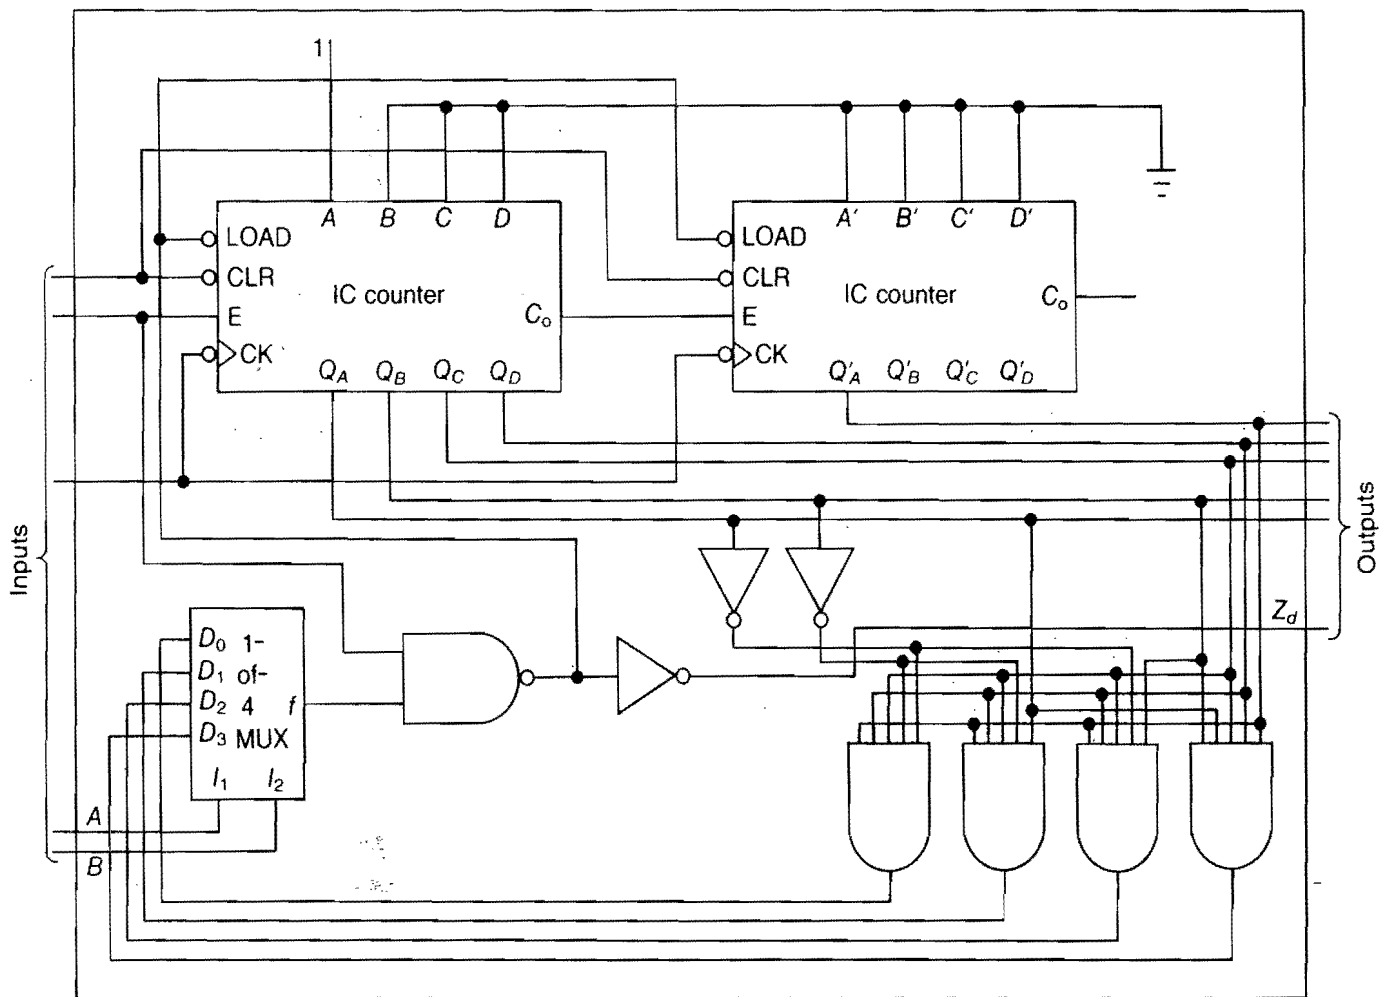 1
A B C D
A' B' C' D'
LOAD
CLR
IC counter
E
CK
C₀
Q_A Q_B Q_C Q_D
LOAD
CLR
IC counter
E
CK
C₀
Q'_A Q'_B Q'_C Q'_D
Inputs
Outputs
Z_d
D₀ 1-
D₁ of-
D₂ 4 f
D₃ MUX
I₁ I₂
A
B